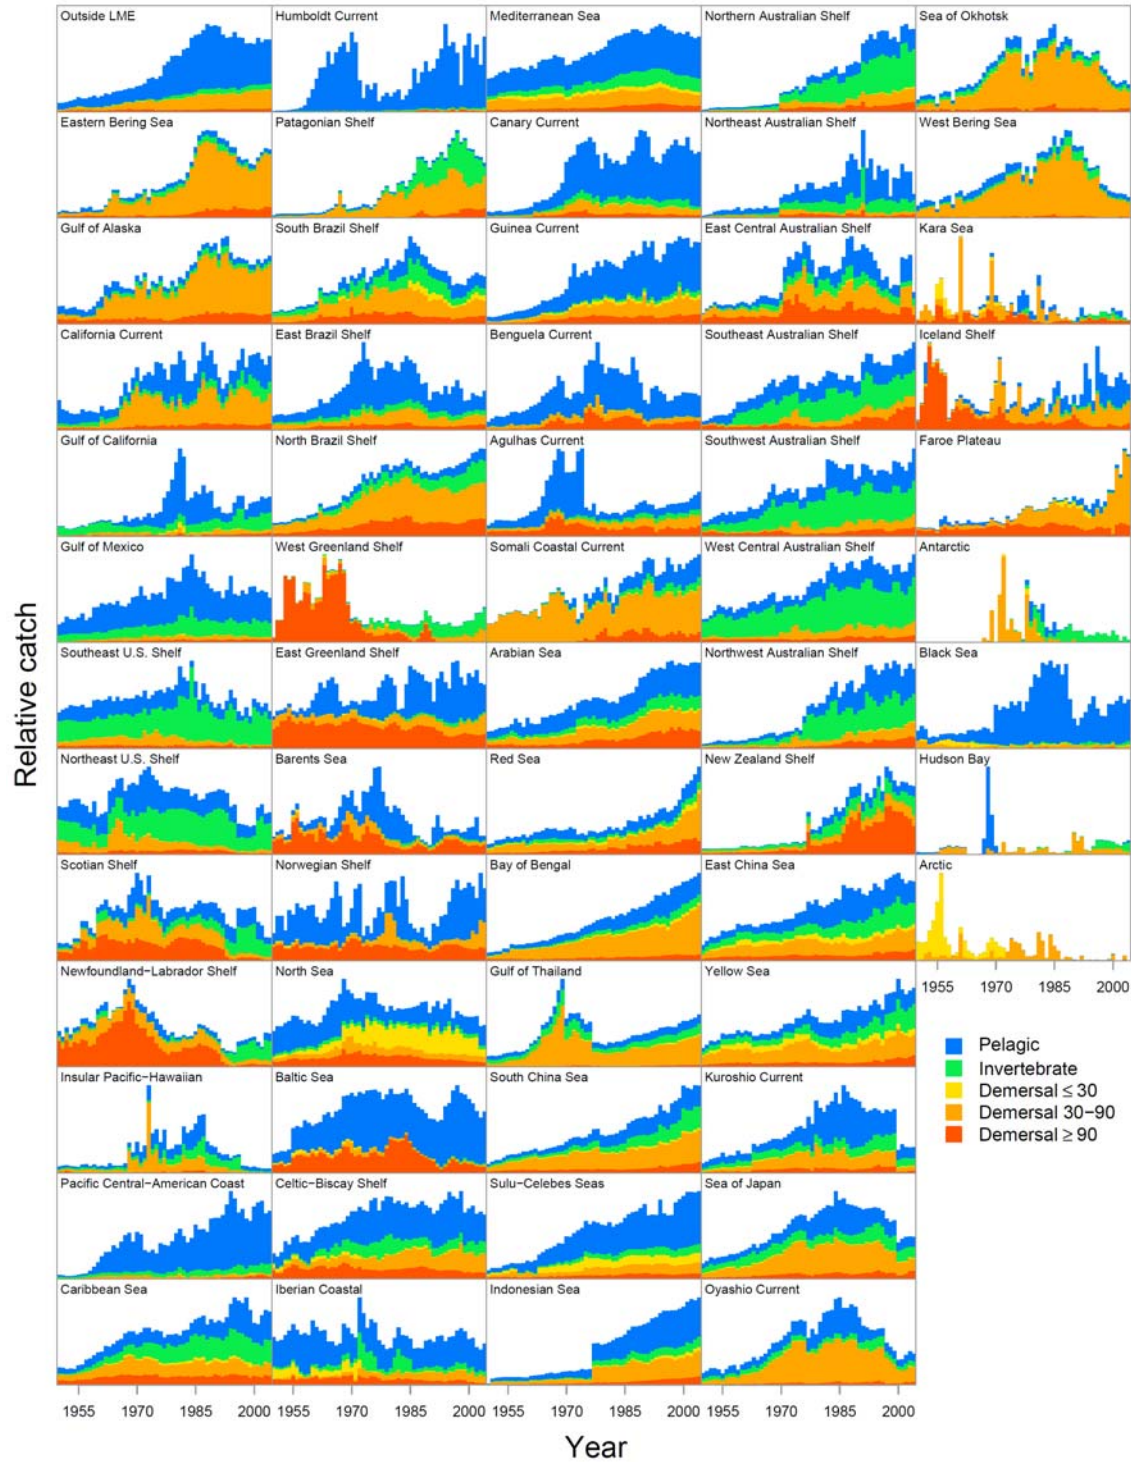 Outside LME
Humboldt Current
Mediterranean Sea
Northern Australian Shelf
Sea of Okhotsk
Eastern Bering Sea
Patagonian Shelf
Canary Current
Northeast Australian Shelf
West Bering Sea
Gulf of Alaska
South Brazil Shelf
Guinea Current
East Central Australian Shelf
Kara Sea
California Current
East Brazil Shelf
Benguela Current
Southeast Australian Shelf
Iceland Shelf
Gulf of California
North Brazil Shelf
Agulhas Current
Southwest Australian Shelf
Faroe Plateau
Gulf of Mexico
West Greenland Shelf
Somali Coastal Current
West Central Australian Shelf
Antarctic
Southeast U.S. Shelf
East Greenland Shelf
Arabian Sea
Northwest Australian Shelf
Black Sea
Northeast U.S. Shelf
Barents Sea
Red Sea
New Zealand Shelf
Hudson Bay
Scotian Shelf
Norwegian Shelf
Bay of Bengal
East China Sea
Arctic
Newfoundland−Labrador Shelf
North Sea
Gulf of Thailand
Yellow Sea
1955 1970 1985 2000
Insular Pacific−Hawaiian
Baltic Sea
South China Sea
Kuroshio Current
Pelagic
Invertebrate
Demersal ≤ 30
Demersal 30−90
Demersal ≥ 90
Pacific Central−American Coast
Celtic−Biscay Shelf
Sulu−Celebes Seas
Sea of Japan
Caribbean Sea
Iberian Coastal
Indonesian Sea
Oyashio Current
1955 1970 1985 2000
1955 1970 1985 2000
1955 1970 1985 2000
1955 1970 1985 2000
Relative catch
Year